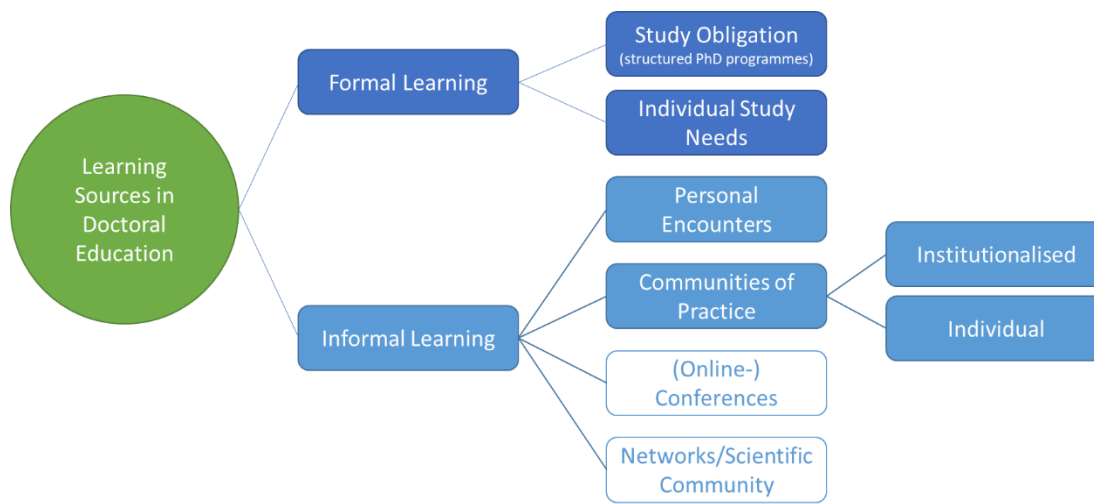 Learning
Sources in
Doctoral
Education
Formal Learning
Study Obligation
(structured PhD programmes)
Individual Study
Needs
Informal Learning
Personal
Encounters
Communities of
Practice
Institutionalised
Individual
(Online-)
Conferences
Networks/Scientific
Community